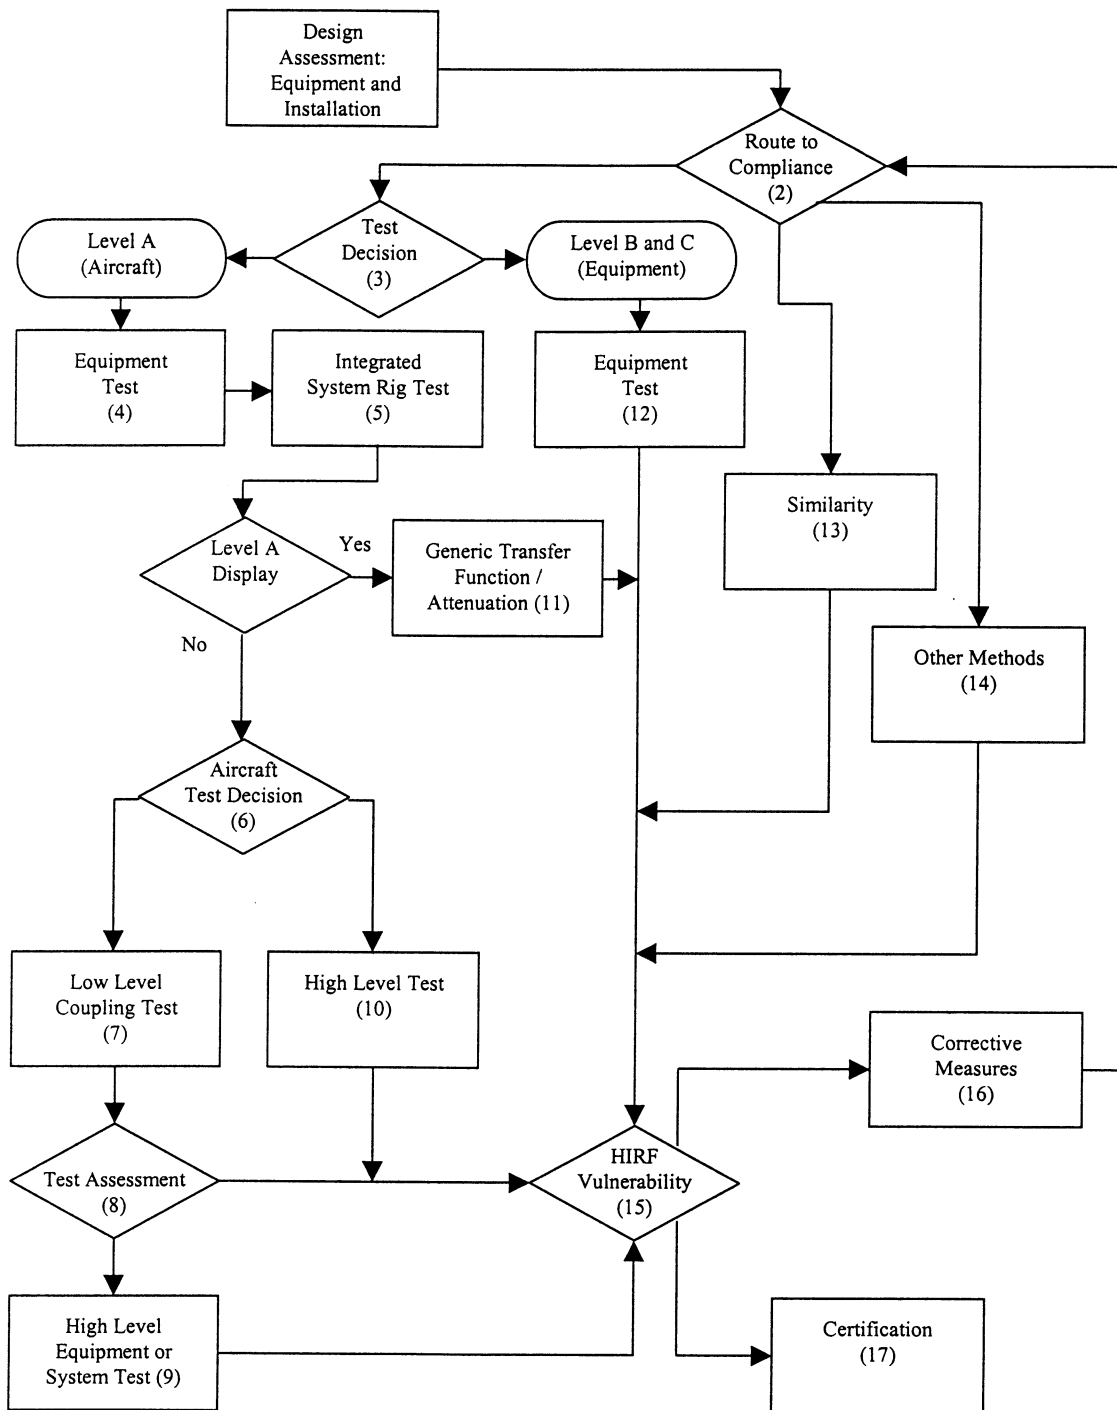 Design
Assessment:
Equipment and
Installation
Route to
Compliance
(2)
Test
Decision
(3)
Level A
(Aircraft)
Level B and C
(Equipment)
Equipment
Test
(4)
Integrated
System Rig Test
(5)
Equipment
Test
(12)
Similarity
(13)
Level A
Display
Yes
Generic Transfer
Function /
Attenuation (11)
No
Other Methods
(14)
Aircraft
Test Decision
(6)
Low Level
Coupling Test
(7)
High Level Test
(10)
Corrective
Measures
(16)
Test Assessment
(8)
HIRF
Vulnerability
(15)
High Level
Equipment or
System Test (9)
Certification
(17)